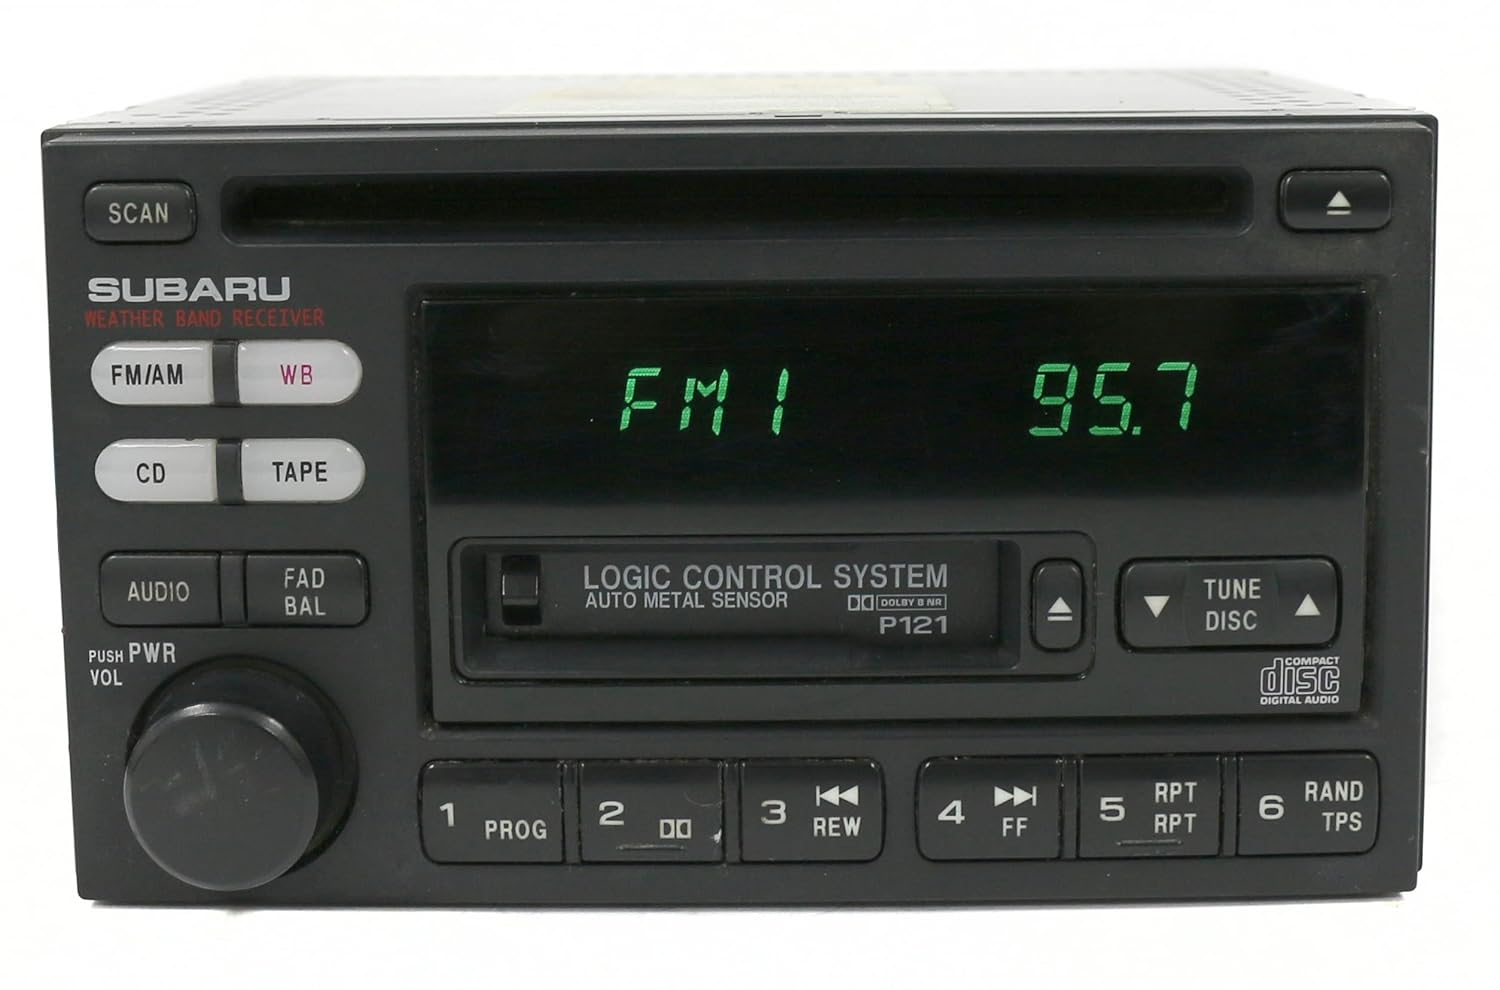 SCAN
SUBARU
WEATHER BAND RECEIVER
FM/AM WB
FM1 95.7
CD TAPE
AUDIO FAD
BAL
LOGIC CONTROL SYSTEM
AUTO METAL SENSOR DOLBY B NR
P121
TUNE
DISC
PUSH PWR
VOL
COMPACT
disc
DIGITAL AUDIO
1 PROG
2
3 REW
4 FF
5 RPT
RPT
6 RAND
TPS